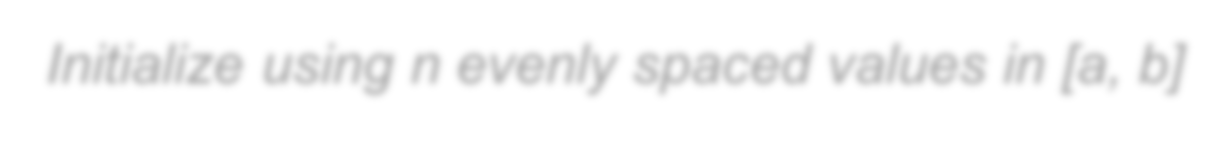 Initialize using n evenly spaced values in [a, b]